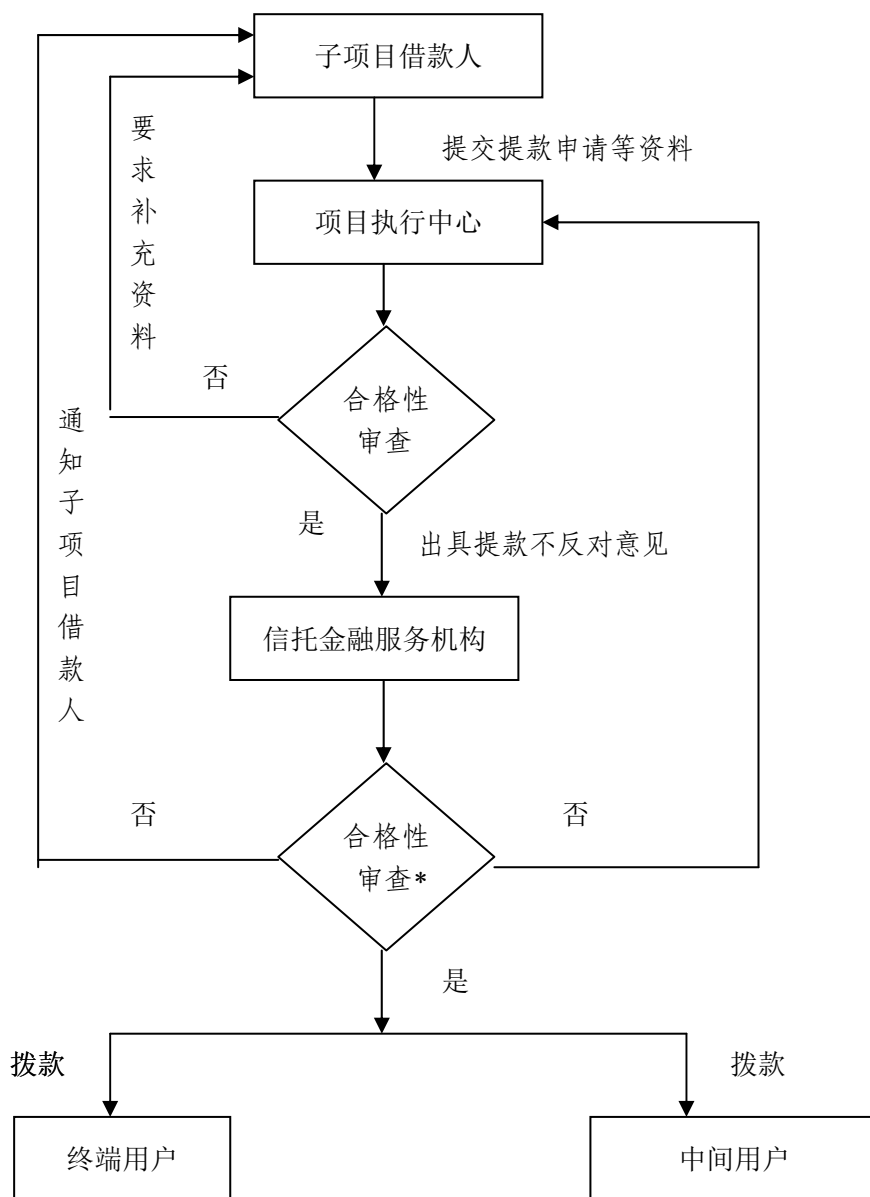 子项目借款人
提交提款申请等资料
要求补充资料
项目执行中心
否
合格性
审查
通知子项目借款人
是
出具提款不反对意见
信托金融服务机构
否
合格性
审查*
否
是
拨款
拨款
终端用户
中间用户